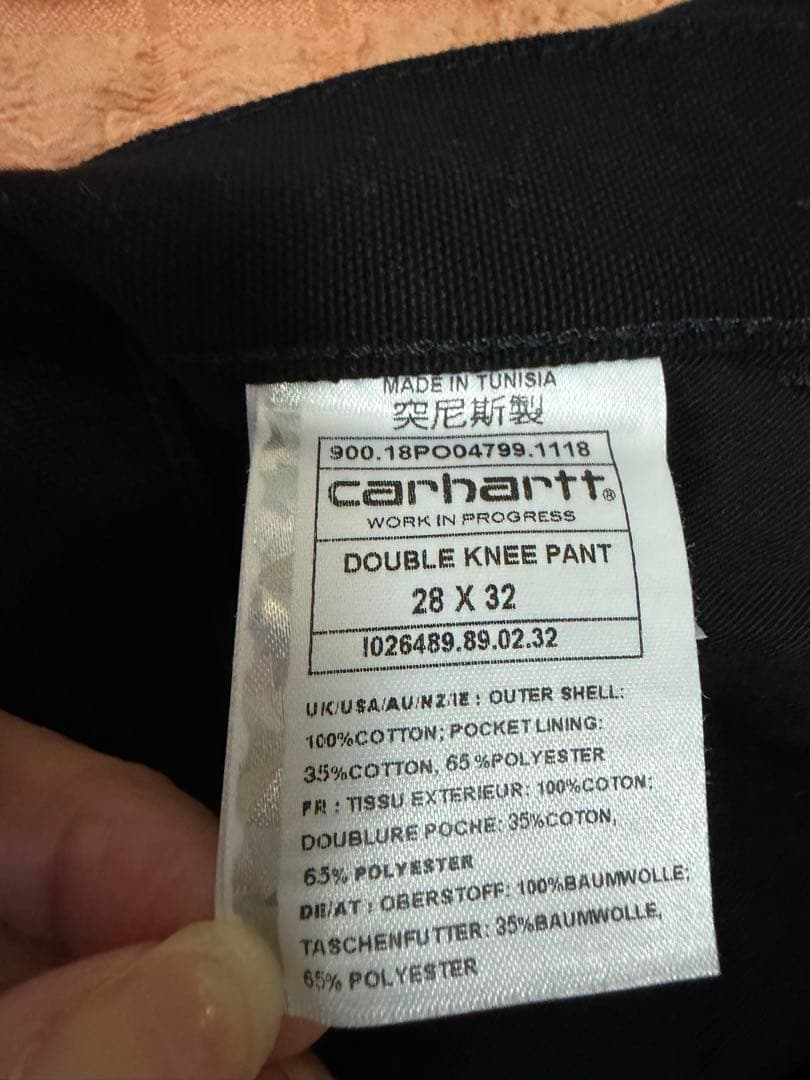 MADE IN TUNISIA
突尼斯製
900.18PO04799.1118
carhartt®
WORK IN PROGRESS
DOUBLE KNEE PANT
28 X 32
I026489.89.02.32
UK/USA/AU/NZ/IE : OUTER SHELL:
100%COTTON; POCKET LINING:
35%COTTON, 65%POLYESTER
FR : TISSU EXTERIEUR: 100%COTON;
DOUBLURE POCHE: 35%COTON,
65% POLYESTER
DE/AT : OBERSTOFF: 100%BAUMWOLLE;
TASCHENFUTTER: 35%BAUMWOLLE,
65% POLYESTER